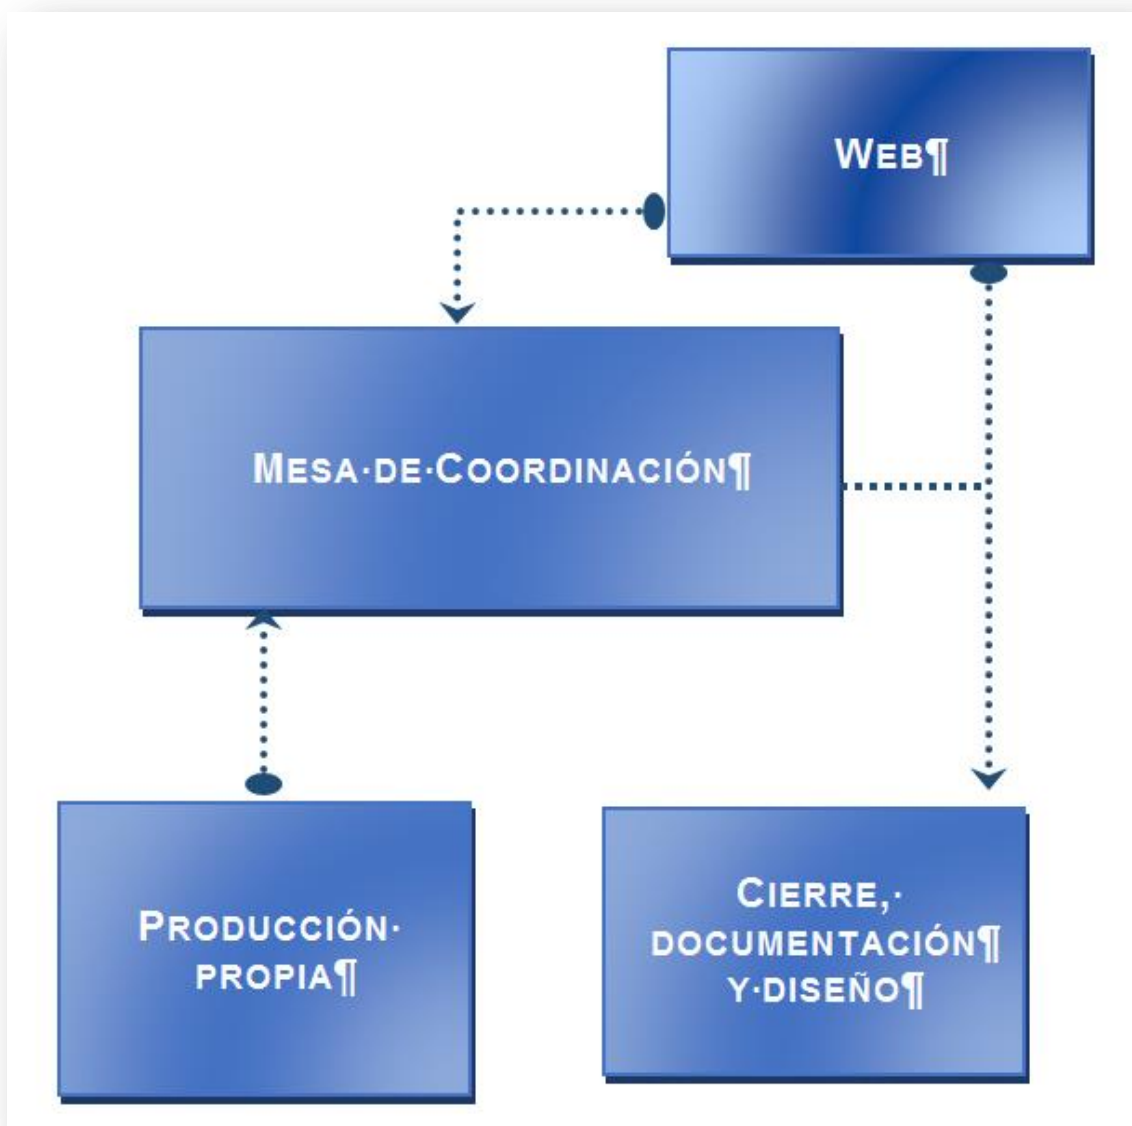 WEB¶
MESA·DE·COORDINACIÓN¶
PRODUCCIÓN·
PROPIA¶
CIERRE,·
DOCUMENTACIÓN¶
Y·DISEÑO¶